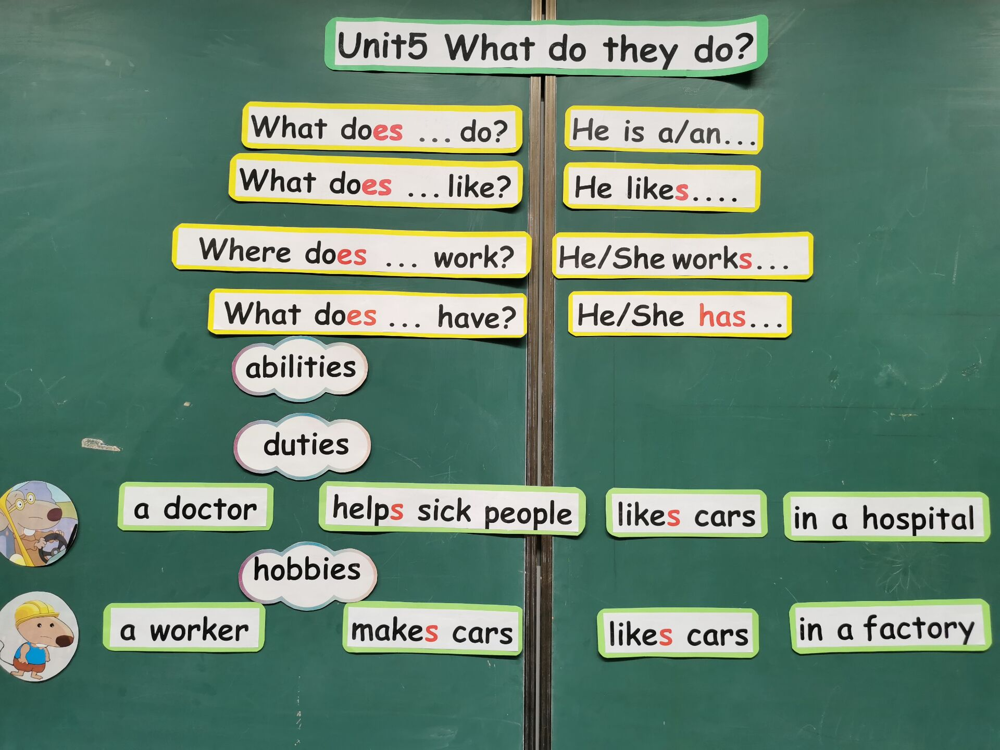 Unit5 What do they do?
What does ... do? He is a/an...
What does ... like? He likes....
Where does ... work? He/She works...
What does ... have? He/She has...
abilities
duties
a doctor helps sick people likes cars in a hospital
hobbies
a worker makes cars likes cars in a factory